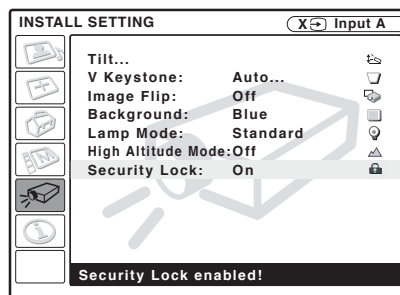 INSTALL SETTING X Input A
Tilt...
V Keystone: Auto...
Image Flip: Off
Background: Blue
Lamp Mode: Standard
High Altitude Mode:Off
Security Lock: On
Security Lock enabled!